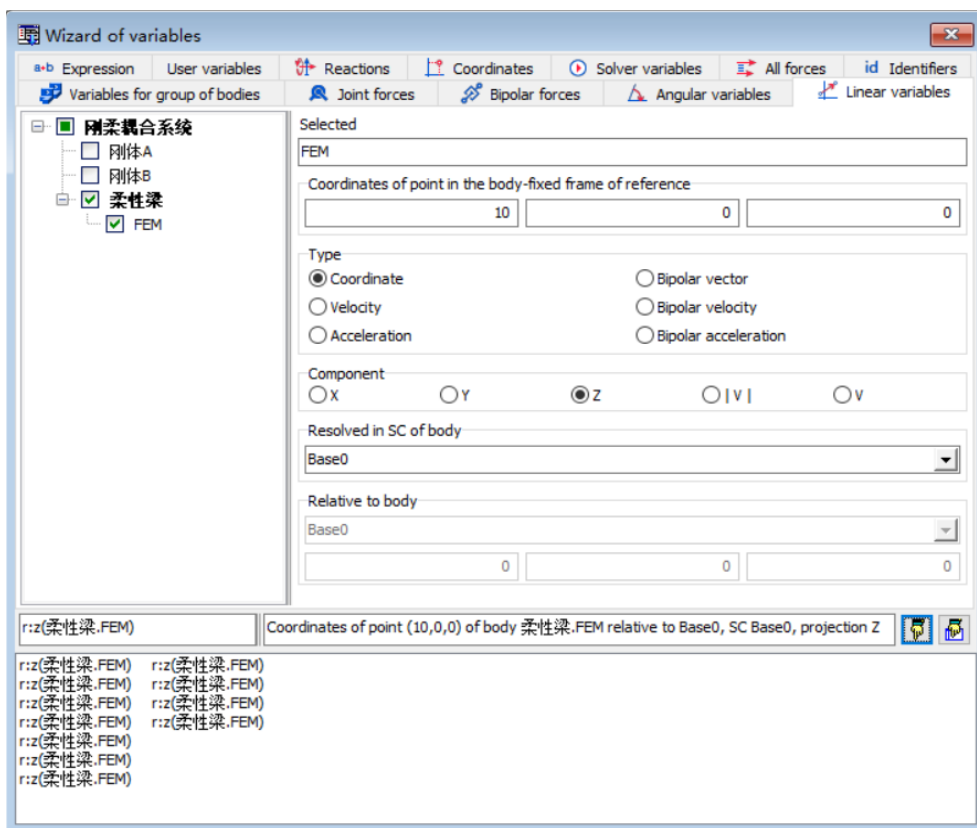 Wizard of variables
a+b Expression User variables Reactions Coordinates Solver variables All forces id Identifiers
Variables for group of bodies Joint forces Bipolar forces Angular variables Linear variables
刚柔耦合系统
刚体A
刚体B
柔性梁
FEM
Selected
FEM
Coordinates of point in the body-fixed frame of reference
10 0 0
Type
Coordinate Bipolar vector
Velocity Bipolar velocity
Acceleration Bipolar acceleration
Component
X Y Z | V | V
Resolved in SC of body
Base0
Relative to body
Base0
0 0 0
r:z(柔性梁.FEM) Coordinates of point (10,0,0) of body 柔性梁.FEM relative to Base0, SC Base0, projection Z
r:z(柔性梁.FEM) r:z(柔性梁.FEM)
r:z(柔性梁.FEM) r:z(柔性梁.FEM)
r:z(柔性梁.FEM) r:z(柔性梁.FEM)
r:z(柔性梁.FEM) r:z(柔性梁.FEM)
r:z(柔性梁.FEM)
r:z(柔性梁.FEM)
r:z(柔性梁.FEM)